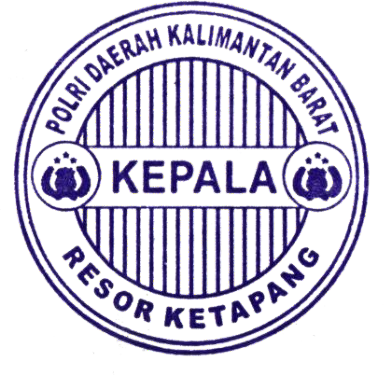 POLRI DAERAH KALIMANTAN BARAT
KEPALA
RESOR KETAPANG